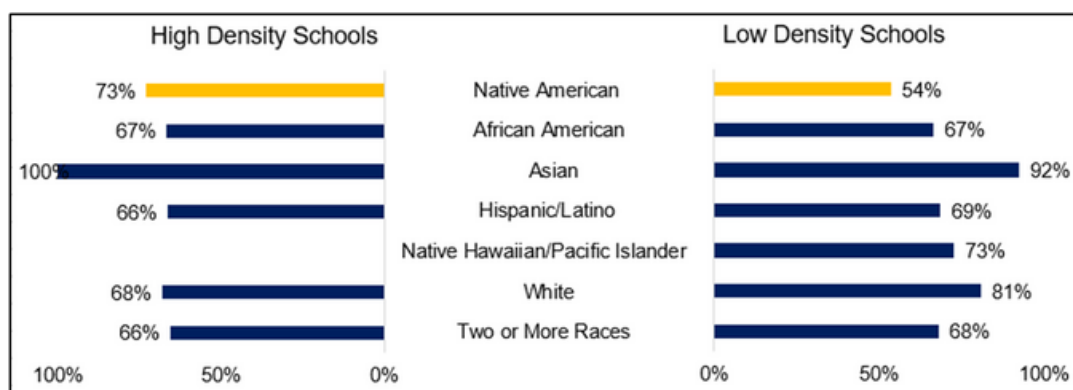 High Density Schools
Low Density Schools
73% Native American 54%
67% African American 67%
100% Asian 92%
66% Hispanic/Latino 69%
Native Hawaiian/Pacific Islander 73%
68% White 81%
66% Two or More Races 68%
100% 50% 0% 0% 50% 100%